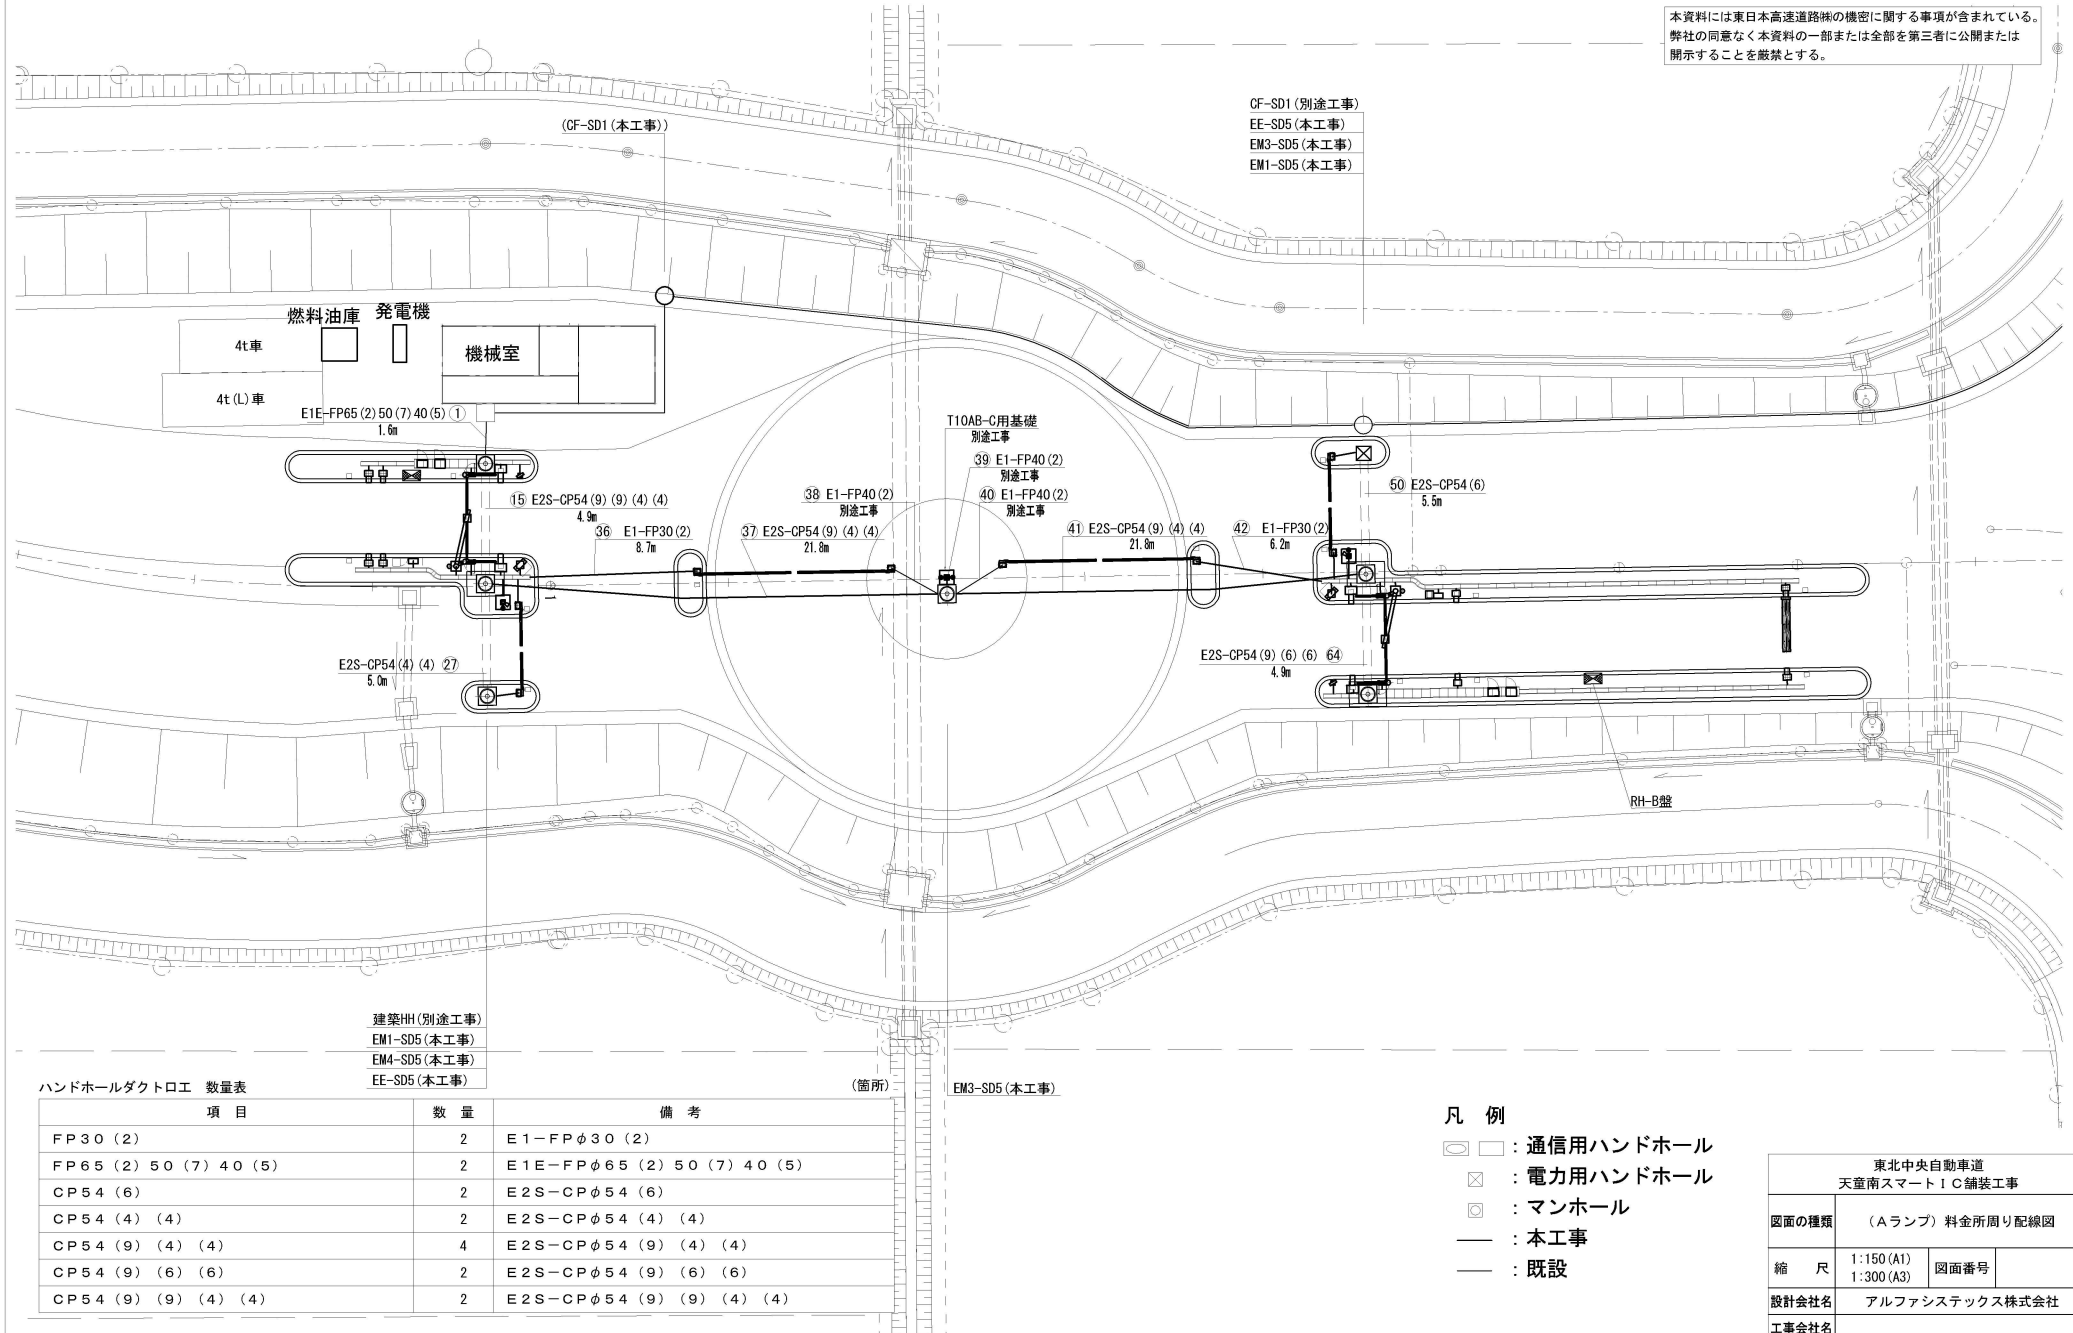 本資料には東日本高速道路㈱の機密に関する事項が含まれている。
弊社の同意なく本資料の一部または全部を第三者に公開または
開示することを厳禁とする。
(CF-SD1(本工事))
CF-SD1(別途工事)
EE-SD5(本工事)
EM3-SD5(本工事)
EM1-SD5(本工事)
燃料油庫
発電機
4t車
機械室
4t(L)車
E1E-FP65(2)50(7)40(5) ①
1.6m
T10AB-C用基礎
別途工事
㊴ E1-FP40(2)
別途工事
㊳ E1-FP40(2)
別途工事
㊵ E1-FP40(2)
別途工事
㊿ E2S-CP54(6)
5.5m
⑮ E2S-CP54(9)(9)(4)(4)
4.9m
㊱ E1-FP30(2)
8.7m
㊲ E2S-CP54(9)(4)(4)
21.8m
㊶ E2S-CP54(9)(4)(4)
21.8m
㊷ E1-FP30(2)
6.2m
E2S-CP54(4)(4) ㉗
5.0m
E2S-CP54(9)(6)(6) 64
4.9m
RH-B盤
建築HH(別途工事)
EM1-SD5(本工事)
EM4-SD5(本工事)
EE-SD5(本工事)
EM3-SD5(本工事)
ハンドホールダクト口工 数量表
(箇所)
項 目 数 量 備 考
FP30(2) 2 E1-FPφ30(2)
FP65(2)50(7)40(5) 2 E1E-FPφ65(2)50(7)40(5)
CP54(6) 2 E2S-CPφ54(6)
CP54(4)(4) 2 E2S-CPφ54(4)(4)
CP54(9)(4)(4) 4 E2S-CPφ54(9)(4)(4)
CP54(9)(6)(6) 2 E2S-CPφ54(9)(6)(6)
CP54(9)(9)(4)(4) 2 E2S-CPφ54(9)(9)(4)(4)
凡 例
:通信用ハンドホール
:電力用ハンドホール
:マンホール
:本工事
:既設
東北中央自動車道
天童南スマートIC舗装工事
図面の種類 (Aランプ)料金所周り配線図
縮 尺 1:150(A1) 図面番号
1:300(A3)
設計会社名 アルファシステックス株式会社
工事会社名